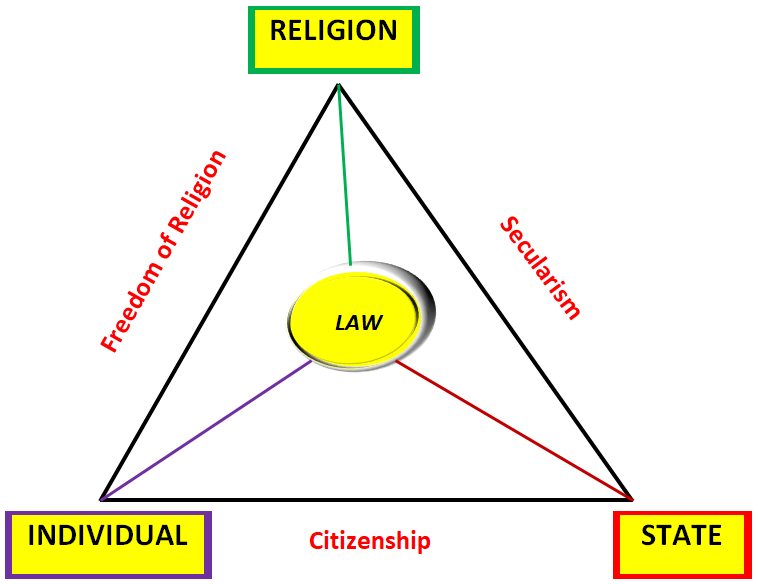 RELIGION
Freedom of Religion
Secularism
LAW
INDIVIDUAL
Citizenship
STATE